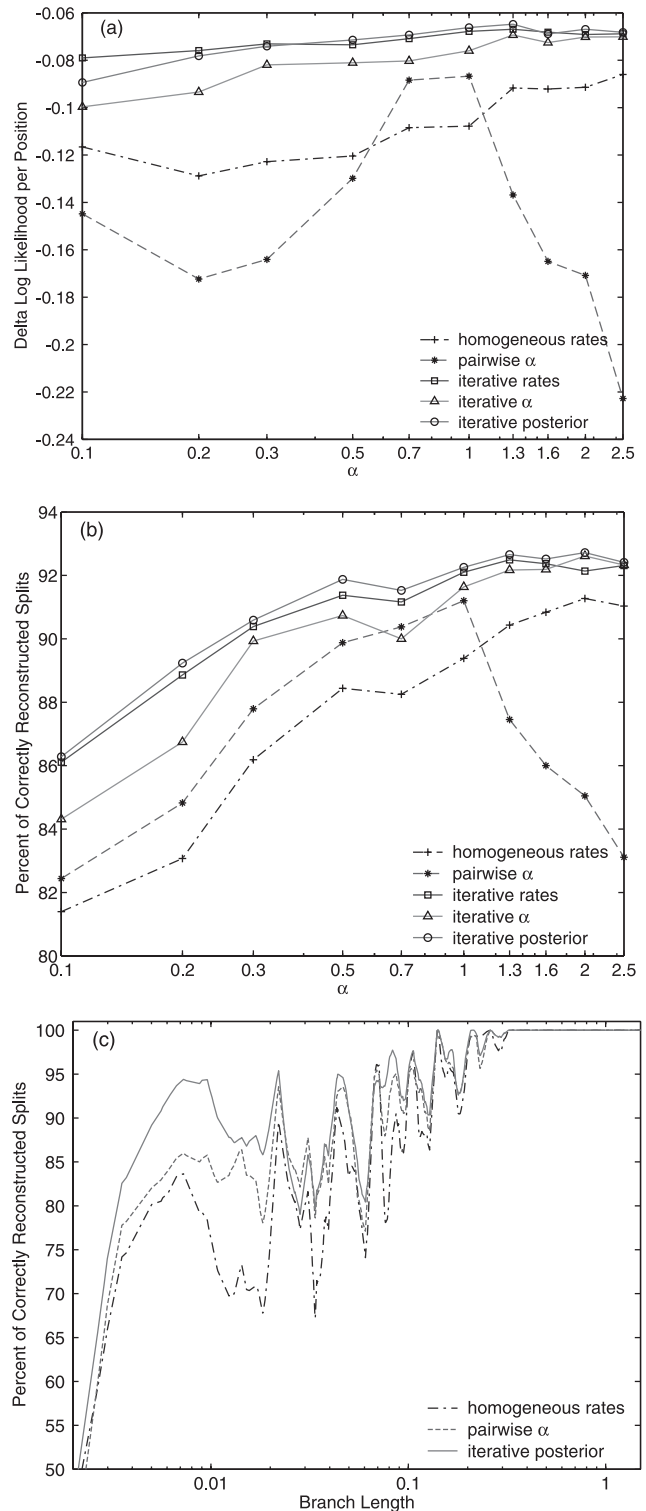 (a)
-0.06
-0.08
-0.1
-0.12
-0.14
-0.16
-0.18
-0.2
-0.22
-0.24
Delta Log Likelihood per Position
homogeneous rates
pairwise α
iterative rates
iterative α
iterative posterior
0.1 0.2 0.3 0.5 0.7 1 1.3 1.6 2 2.5
α
(b)
94
92
90
88
86
84
82
80
Percent of Correctly Reconstructed Splits
homogeneous rates
pairwise α
iterative rates
iterative α
iterative posterior
0.1 0.2 0.3 0.5 0.7 1 1.3 1.6 2 2.5
α
(c)
100
95
90
85
80
75
70
65
60
55
50
Percent of Correctly Reconstructed Splits
homogeneous rates
pairwise α
iterative posterior
0.01 0.1 1
Branch Length